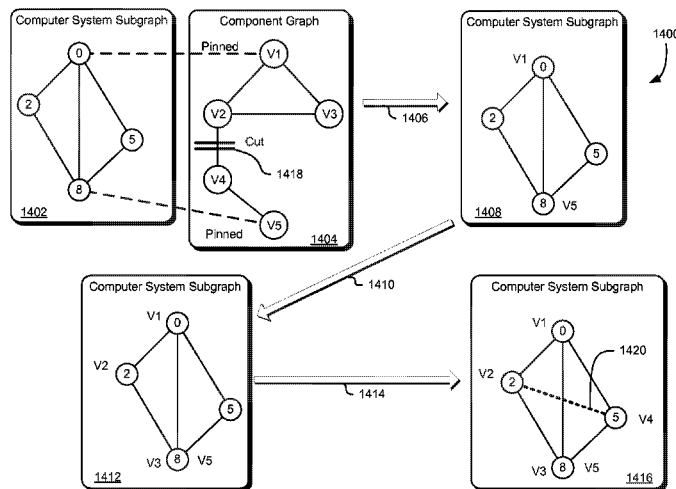 Computer System Subgraph
0
2
5
8
1402
Component Graph
Pinned
V1
V2
V3
Cut
1418
V4
V5
Pinned
1404
1406
Computer System Subgraph
V1
0
2
5
8
V5
1408
1400
1410
Computer System Subgraph
V1
0
V2
2
5
V3
8
V5
1412
1414
Computer System Subgraph
V1
0
1420
V2
2
5
V4
V3
8
V5
1416